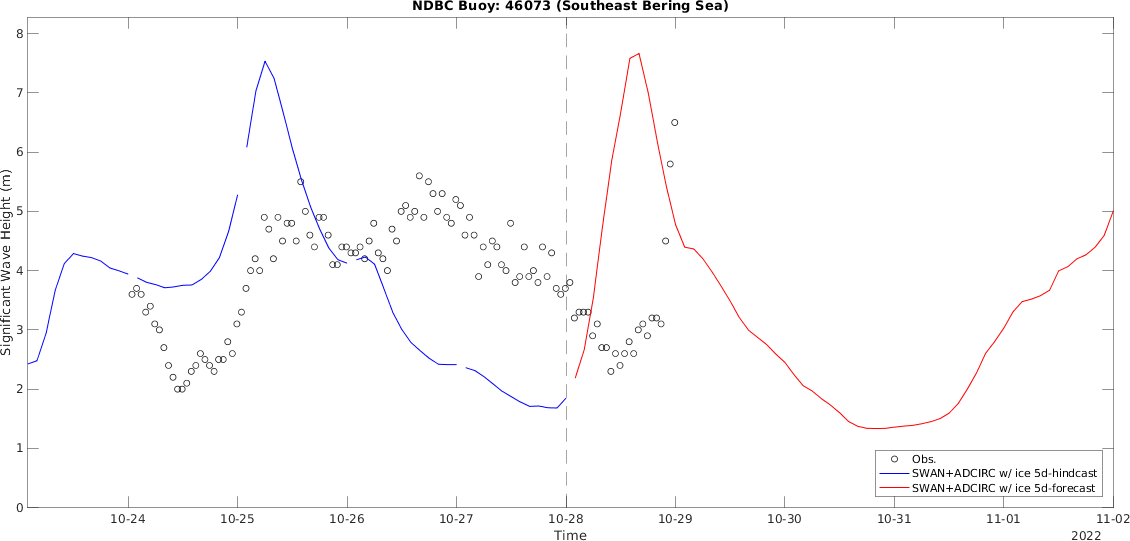 NDBC Buoy: 46073 (Southeast Bering Sea)
Significant Wave Height (m)
8
7
6
5
4
3
2
1
0
Obs.
SWAN+ADCIRC w/ ice 5d-hindcast
SWAN+ADCIRC w/ ice 5d-forecast
10-24 10-25 10-26 10-27 10-28 10-29 10-30 10-31 11-01 11-02
Time
2022